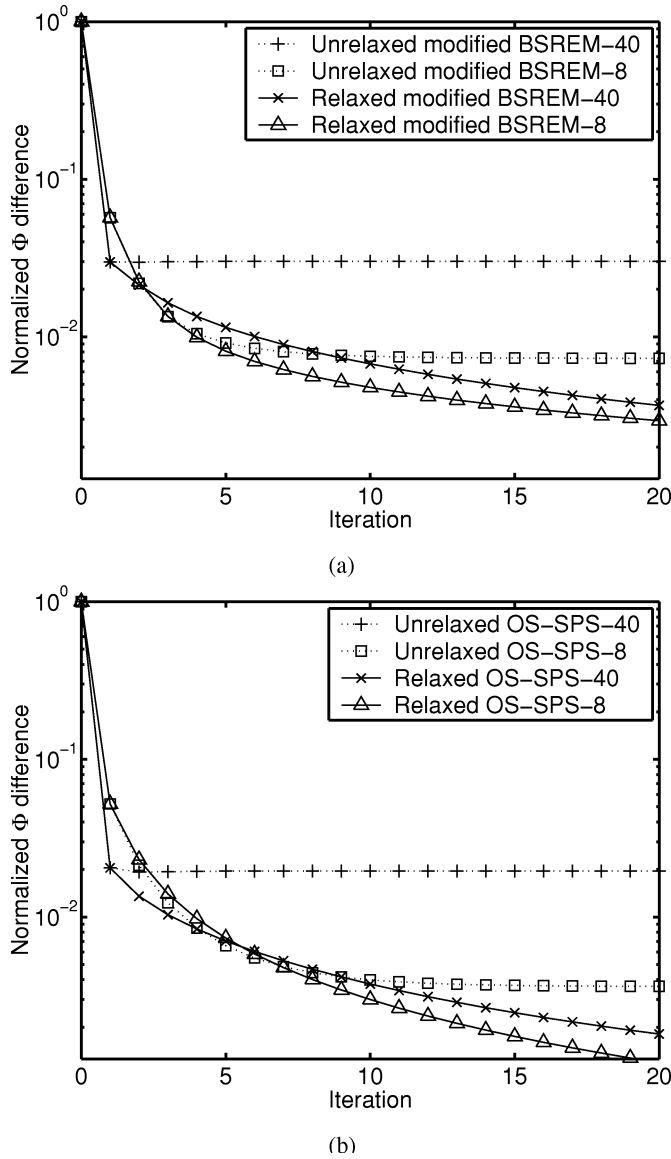 10^0
Unrelaxed modified BSREM−40
Unrelaxed modified BSREM−8
Relaxed modified BSREM−40
Relaxed modified BSREM−8
10^−1
10^−2
Normalized Φ difference
0 5 10 15 20
Iteration
(a)
10^0
Unrelaxed OS−SPS−40
Unrelaxed OS−SPS−8
Relaxed OS−SPS−40
Relaxed OS−SPS−8
10^−1
10^−2
Normalized Φ difference
0 5 10 15 20
Iteration
(b)